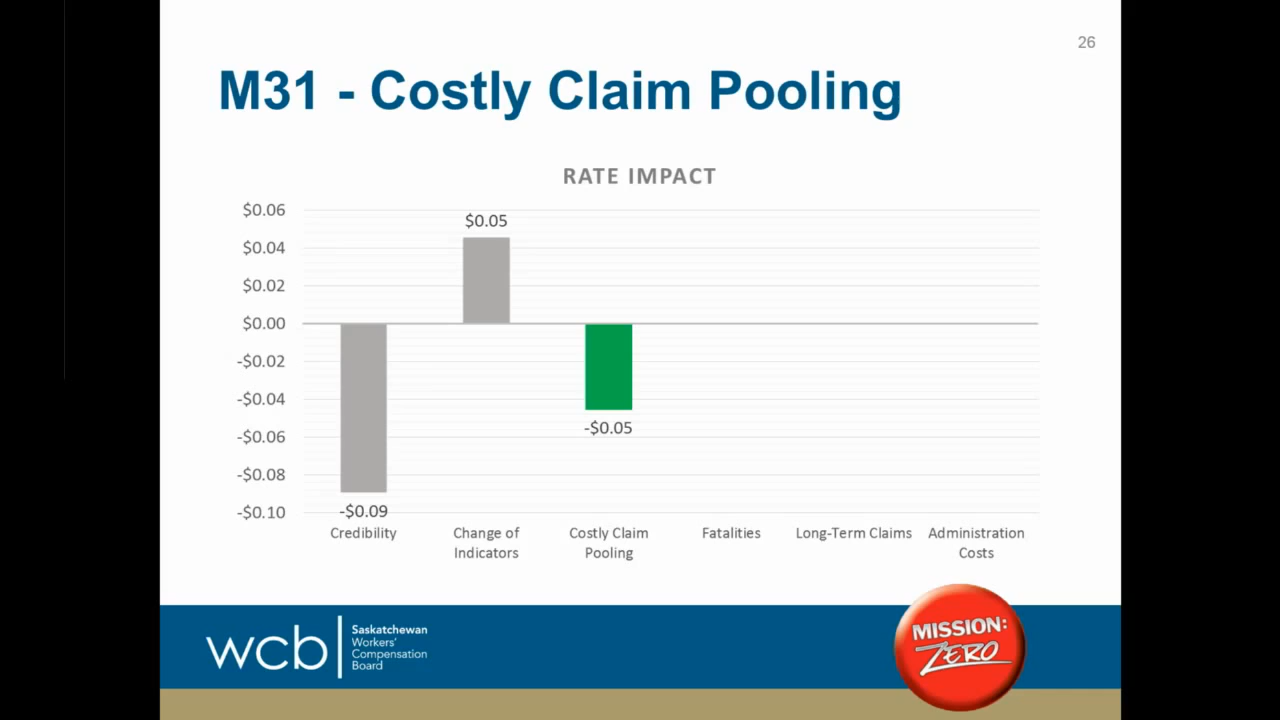 26
M31 - Costly Claim Pooling
RATE IMPACT
$0.06
$0.04
$0.02
$0.00
-$0.02
-$0.04
-$0.06
-$0.08
-$0.10
$0.05
-$0.05
-$0.09
Credibility
Change of
Indicators
Costly Claim
Pooling
Fatalities
Long-Term Claims
Administration
Costs
wcb
Saskatchewan
Workers'
Compensation
Board
MISSION:
ZERO